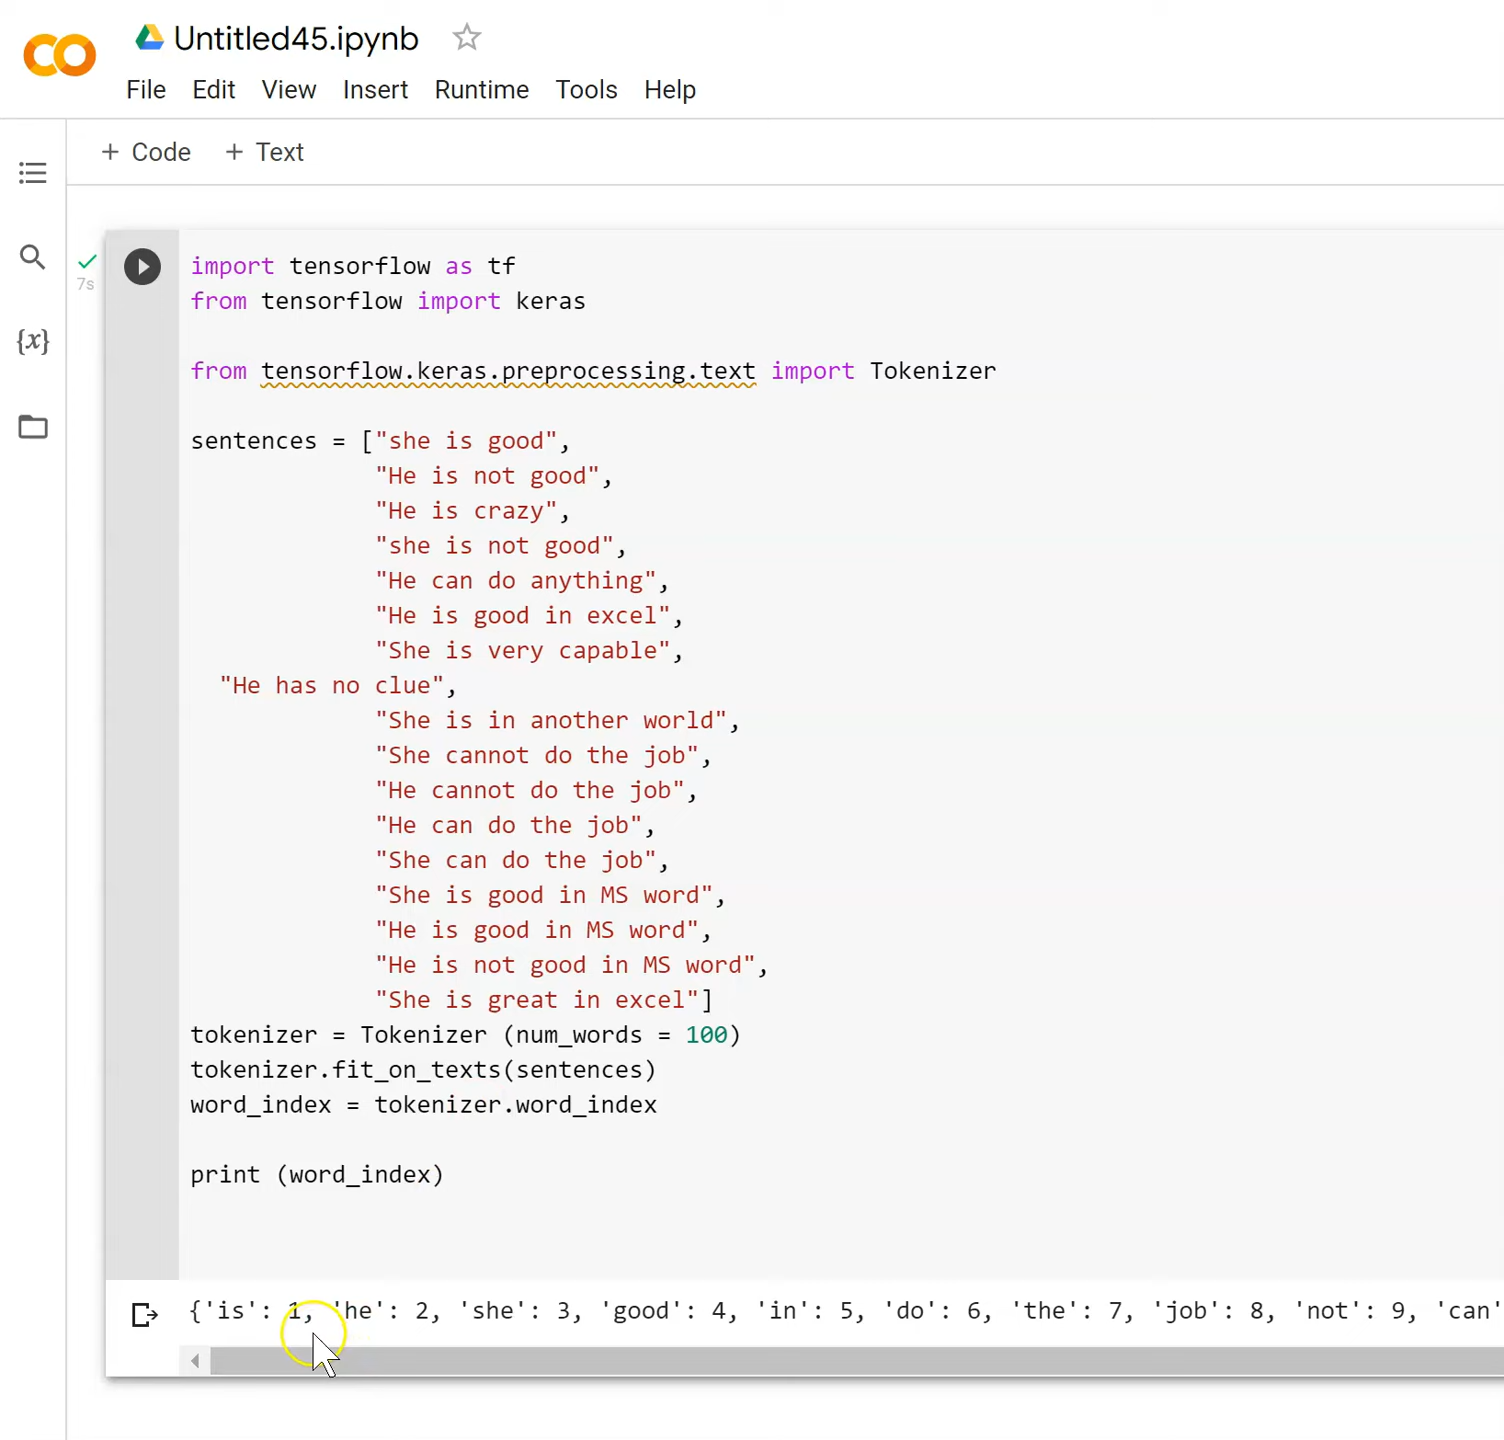 Untitled45.ipynb
File Edit View Insert Runtime Tools Help
+ Code + Text
7s
{x}
import tensorflow as tf
from tensorflow import keras
from tensorflow.keras.preprocessing.text import Tokenizer
sentences = ["she is good",
"He is not good",
"He is crazy",
"she is not good",
"He can do anything",
"He is good in excel",
"She is very capable",
"He has no clue",
"She is in another world",
"She cannot do the job",
"He cannot do the job",
"He can do the job",
"She can do the job",
"She is good in MS word",
"He is good in MS word",
"He is not good in MS word",
"She is great in excel"]
tokenizer = Tokenizer (num_words = 100)
tokenizer.fit_on_texts(sentences)
word_index = tokenizer.word_index
print (word_index)
{'is': 1, 'he': 2, 'she': 3, 'good': 4, 'in': 5, 'do': 6, 'the': 7, 'job': 8, 'not': 9, 'can'